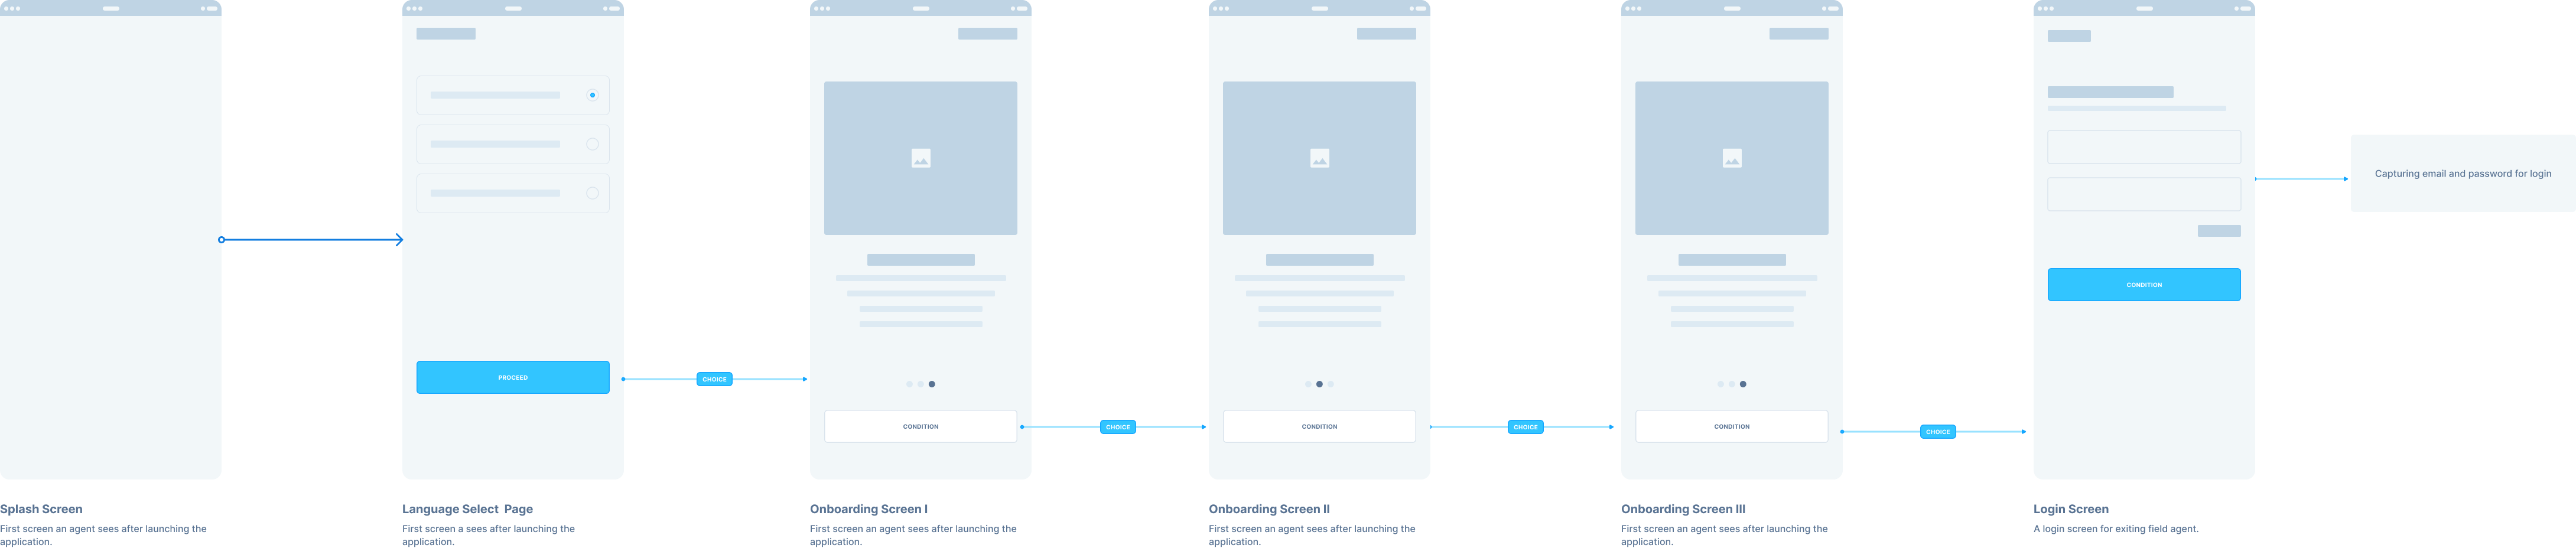 Capturing email and password for login
CONDITION
PROCEED
CHOICE
CONDITION
CHOICE
CONDITION
CHOICE
CONDITION
CHOICE
Splash Screen
First screen an agent sees after launching the
application.
Language Select  Page
First screen a sees after launching the
application.
Onboarding Screen I
First screen an agent sees after launching the
application.
Onboarding Screen II
First screen an agent sees after launching the
application.
Onboarding Screen III
First screen an agent sees after launching the
application.
Login Screen
A login screen for exiting field agent.